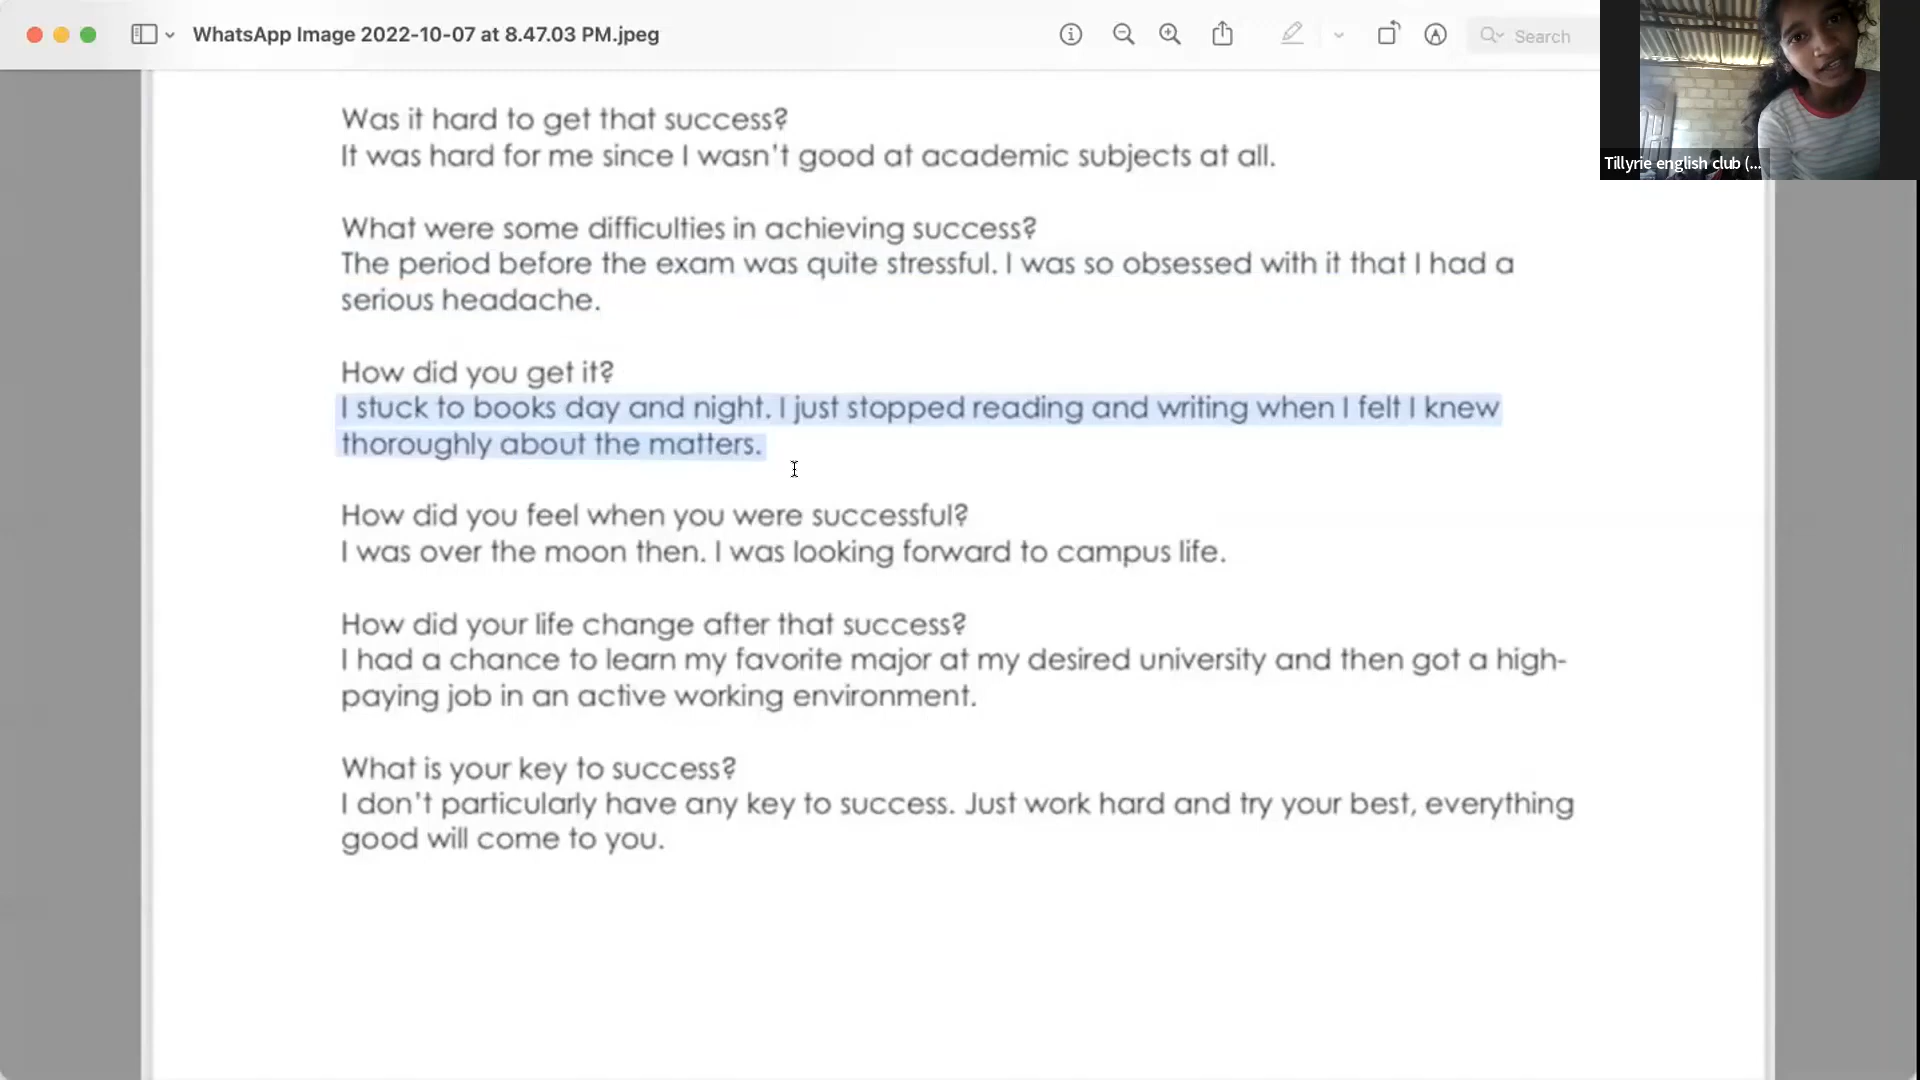 WhatsApp Image 2022-10-07 at 8.47.03 PM.jpeg
Search
Tillyrie english club (...
Was it hard to get that success?
It was hard for me since I wasn't good at academic subjects at all.
What were some difficulties in achieving success?
The period before the exam was quite stressful. I was so obsessed with it that I had a
serious headache.
How did you get it?
I stuck to books day and night. I just stopped reading and writing when I felt I knew
thoroughly about the matters.
How did you feel when you were successful?
I was over the moon then. I was looking forward to campus life.
How did your life change after that success?
I had a chance to learn my favorite major at my desired university and then got a high-
paying job in an active working environment.
What is your key to success?
I don't particularly have any key to success. Just work hard and try your best, everything
good will come to you.